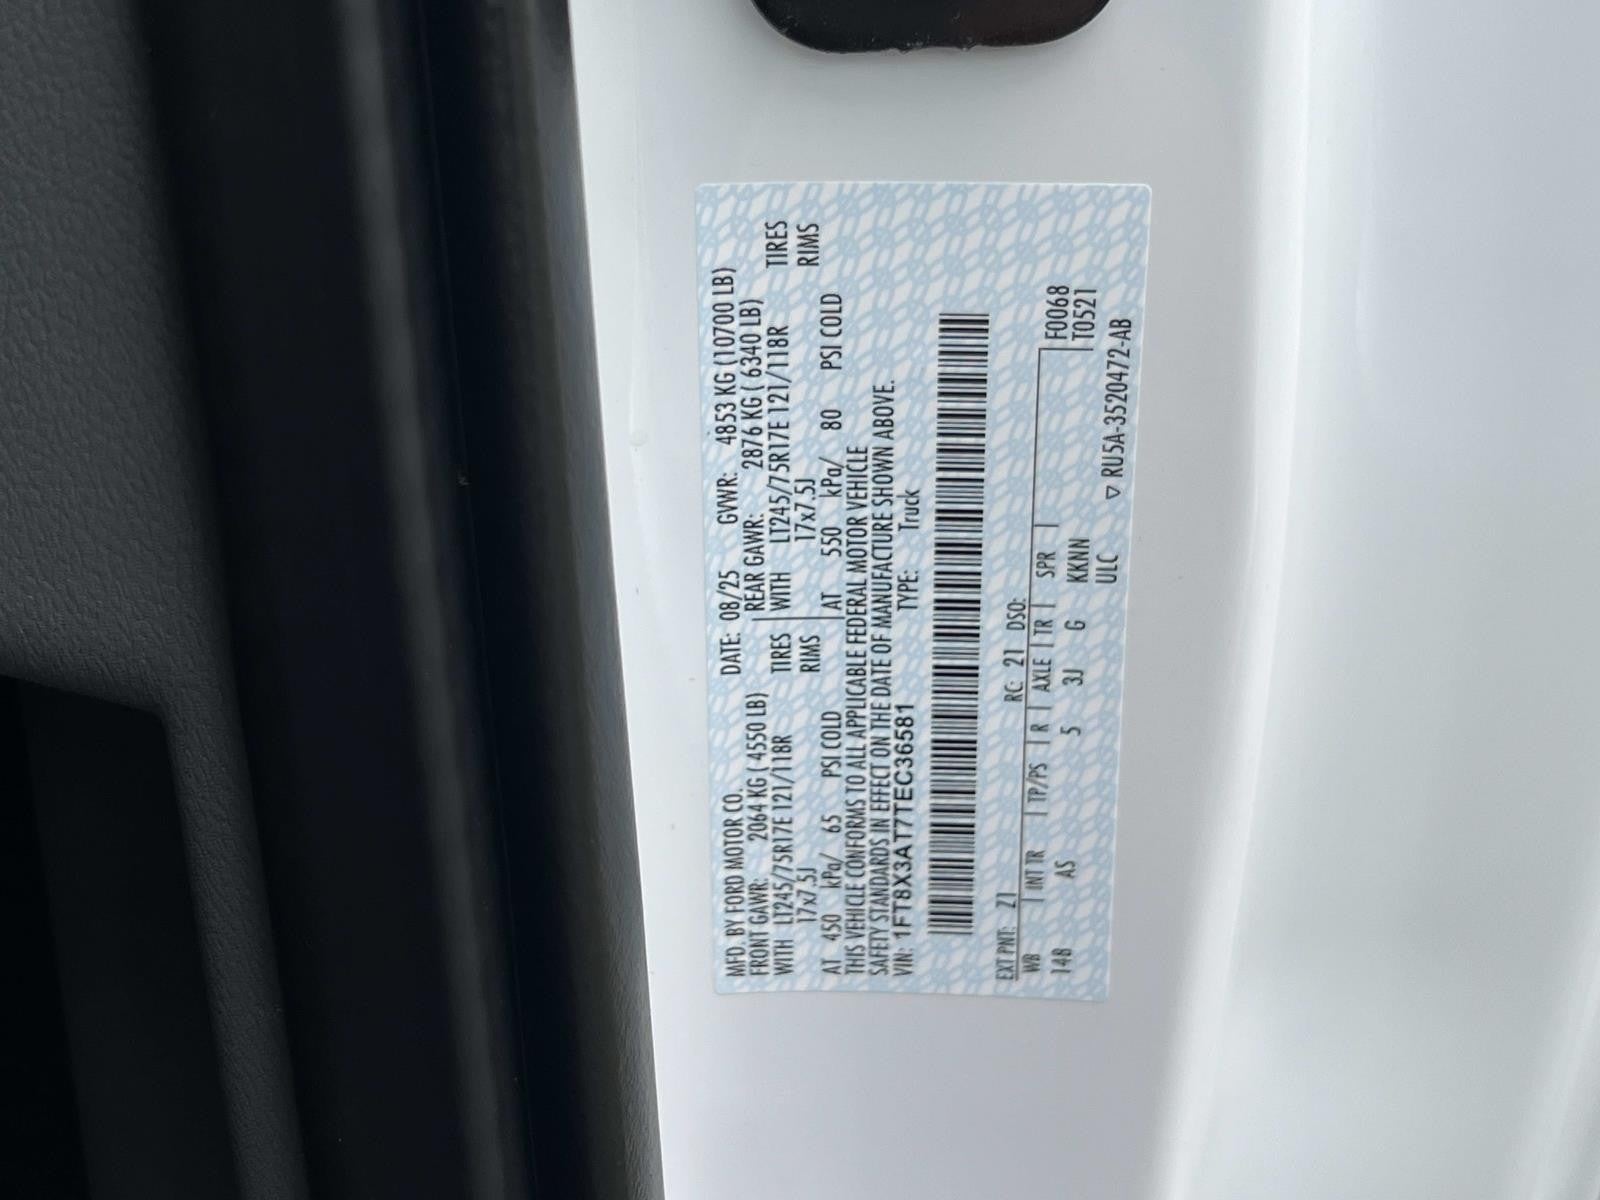 MFD. BY FORD MOTOR CO.
DATE: 08/25 GVWR: 4853 KG (10700 LB)
FRONT GAWR: 2064 KG ( 4550 LB) REAR GAWR: 2876 KG ( 6340 LB)
WITH LT245/75R17E 121/118R TIRES WITH LT245/75R17E 121/118R TIRES
17x7.5J RIMS 17x7.5J RIMS
AT 450 kPa/ 65 PSI COLD AT 550 kPa/ 80 PSI COLD
THIS VEHICLE CONFORMS TO ALL APPLICABLE FEDERAL MOTOR VEHICLE
SAFETY STANDARDS IN EFFECT ON THE DATE OF MANUFACTURE SHOWN ABOVE.
VIN: 1FT8X3AT7TEC36581 TYPE: Truck
EXT PNT: Z1 RC: 21 DSO:
WB | INT TR | TP/PS | R | AXLE | TR | SPR | F0068
148 AS 5 3J G KKNN T0521
ULC ▽ RU5A-3520472-AB